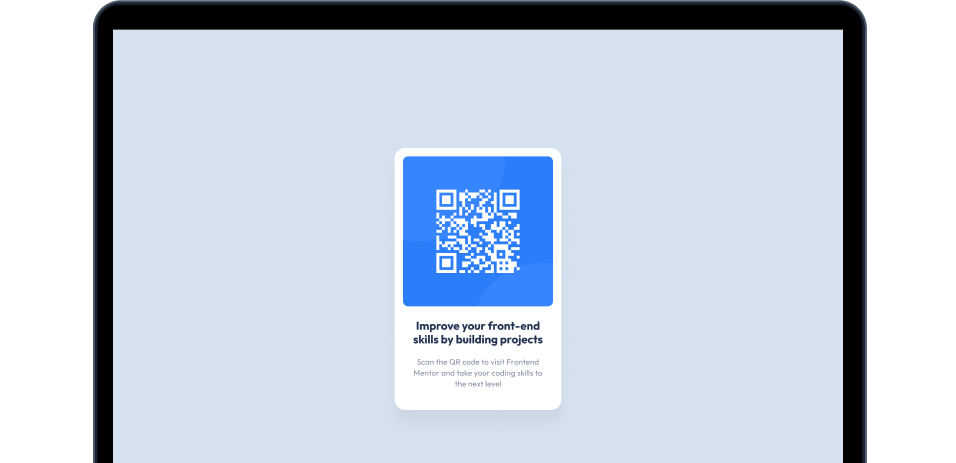 Improve your front-end
skills by building projects
Scan the QR code to visit Frontend
Mentor and take your coding skills to
the next level